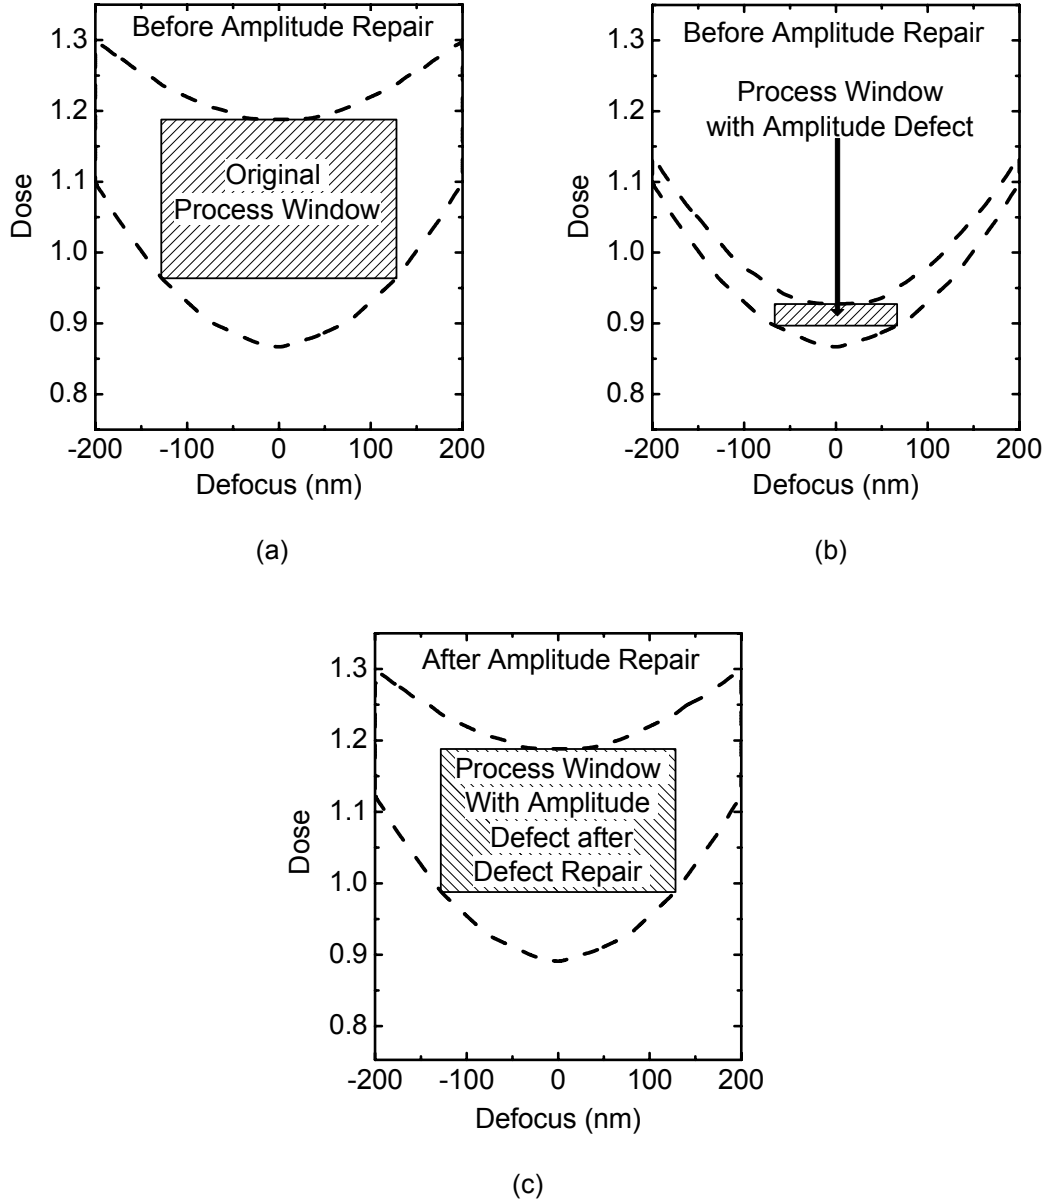 Before Amplitude Repair
1.3
1.2
1.1
1.0
0.9
0.8
Dose
Original
Process Window
-200 -100 0 100 200
Defocus (nm)
(a)
Before Amplitude Repair
Process Window
with Amplitude Defect
1.3
1.2
1.1
1.0
0.9
0.8
Dose
-200 -100 0 100 200
Defocus (nm)
(b)
After Amplitude Repair
1.3
1.2
1.1
1.0
0.9
0.8
Dose
Process Window
With Amplitude
Defect after
Defect Repair
-200 -100 0 100 200
Defocus (nm)
(c)